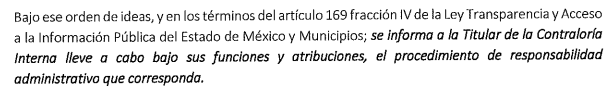 Bajo ese orden de ideas, y en los términos del artículo 169 fracción IV de la Ley Transparencia y Acceso
a la Información Pública del Estado de México y Municipios; se informa a la Titular de la Contraloría
Interna lleve a cabo bajo sus funciones y atribuciones, el procedimiento de responsabilidad
administrativo que corresponda.